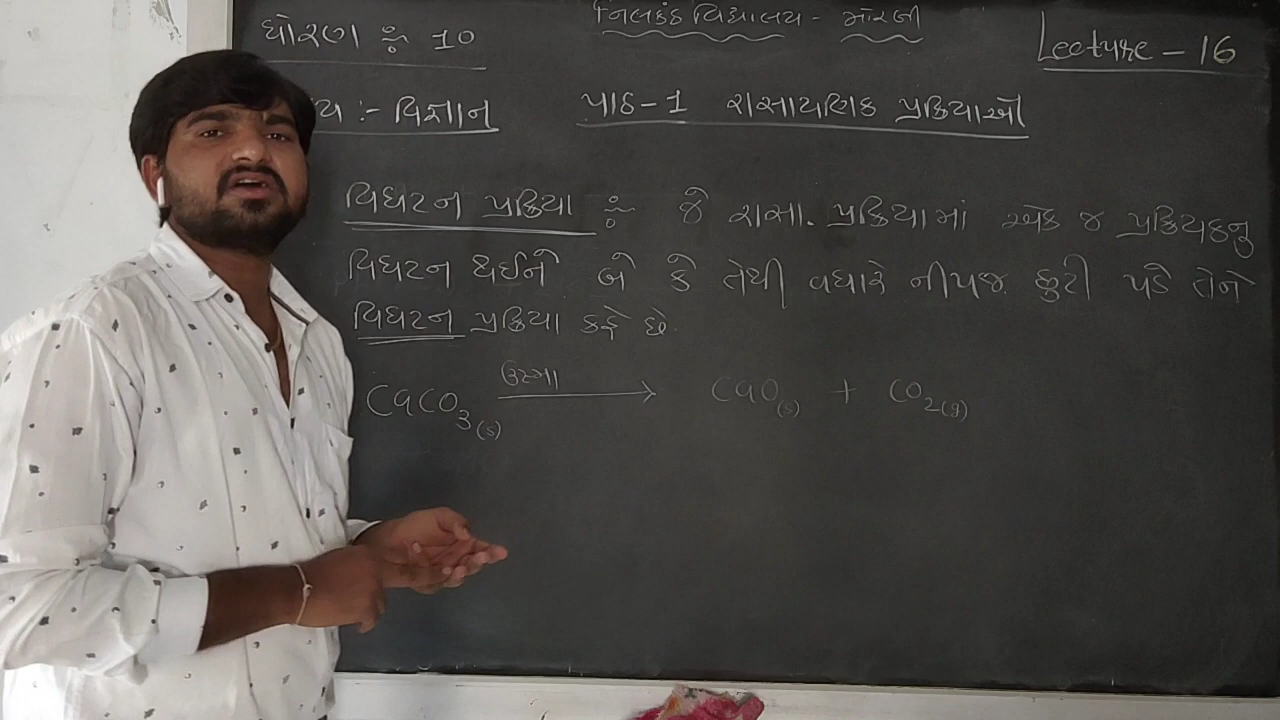 નિલકંઠ વિદ્યાલય - મોરબી
ધોરણ ઃ 10
Lecture - 16
ય :- વિજ્ઞાન
પાઠ-1 રાસાયણિક પ્રક્રિયાઓ
વિઘટન પ્રક્રિયા ઃ જે રાસા. પ્રક્રિયામાં એક જ પ્રક્રિયકનુ
વિઘટન થઈને બે કે તેથી વધારે નીપજ છુટી પડે તેને
વિઘટન પ્રક્રિયા કહે છે.
ઉષ્મા
CaCO₃(s) → CaO(s) + CO₂(g)